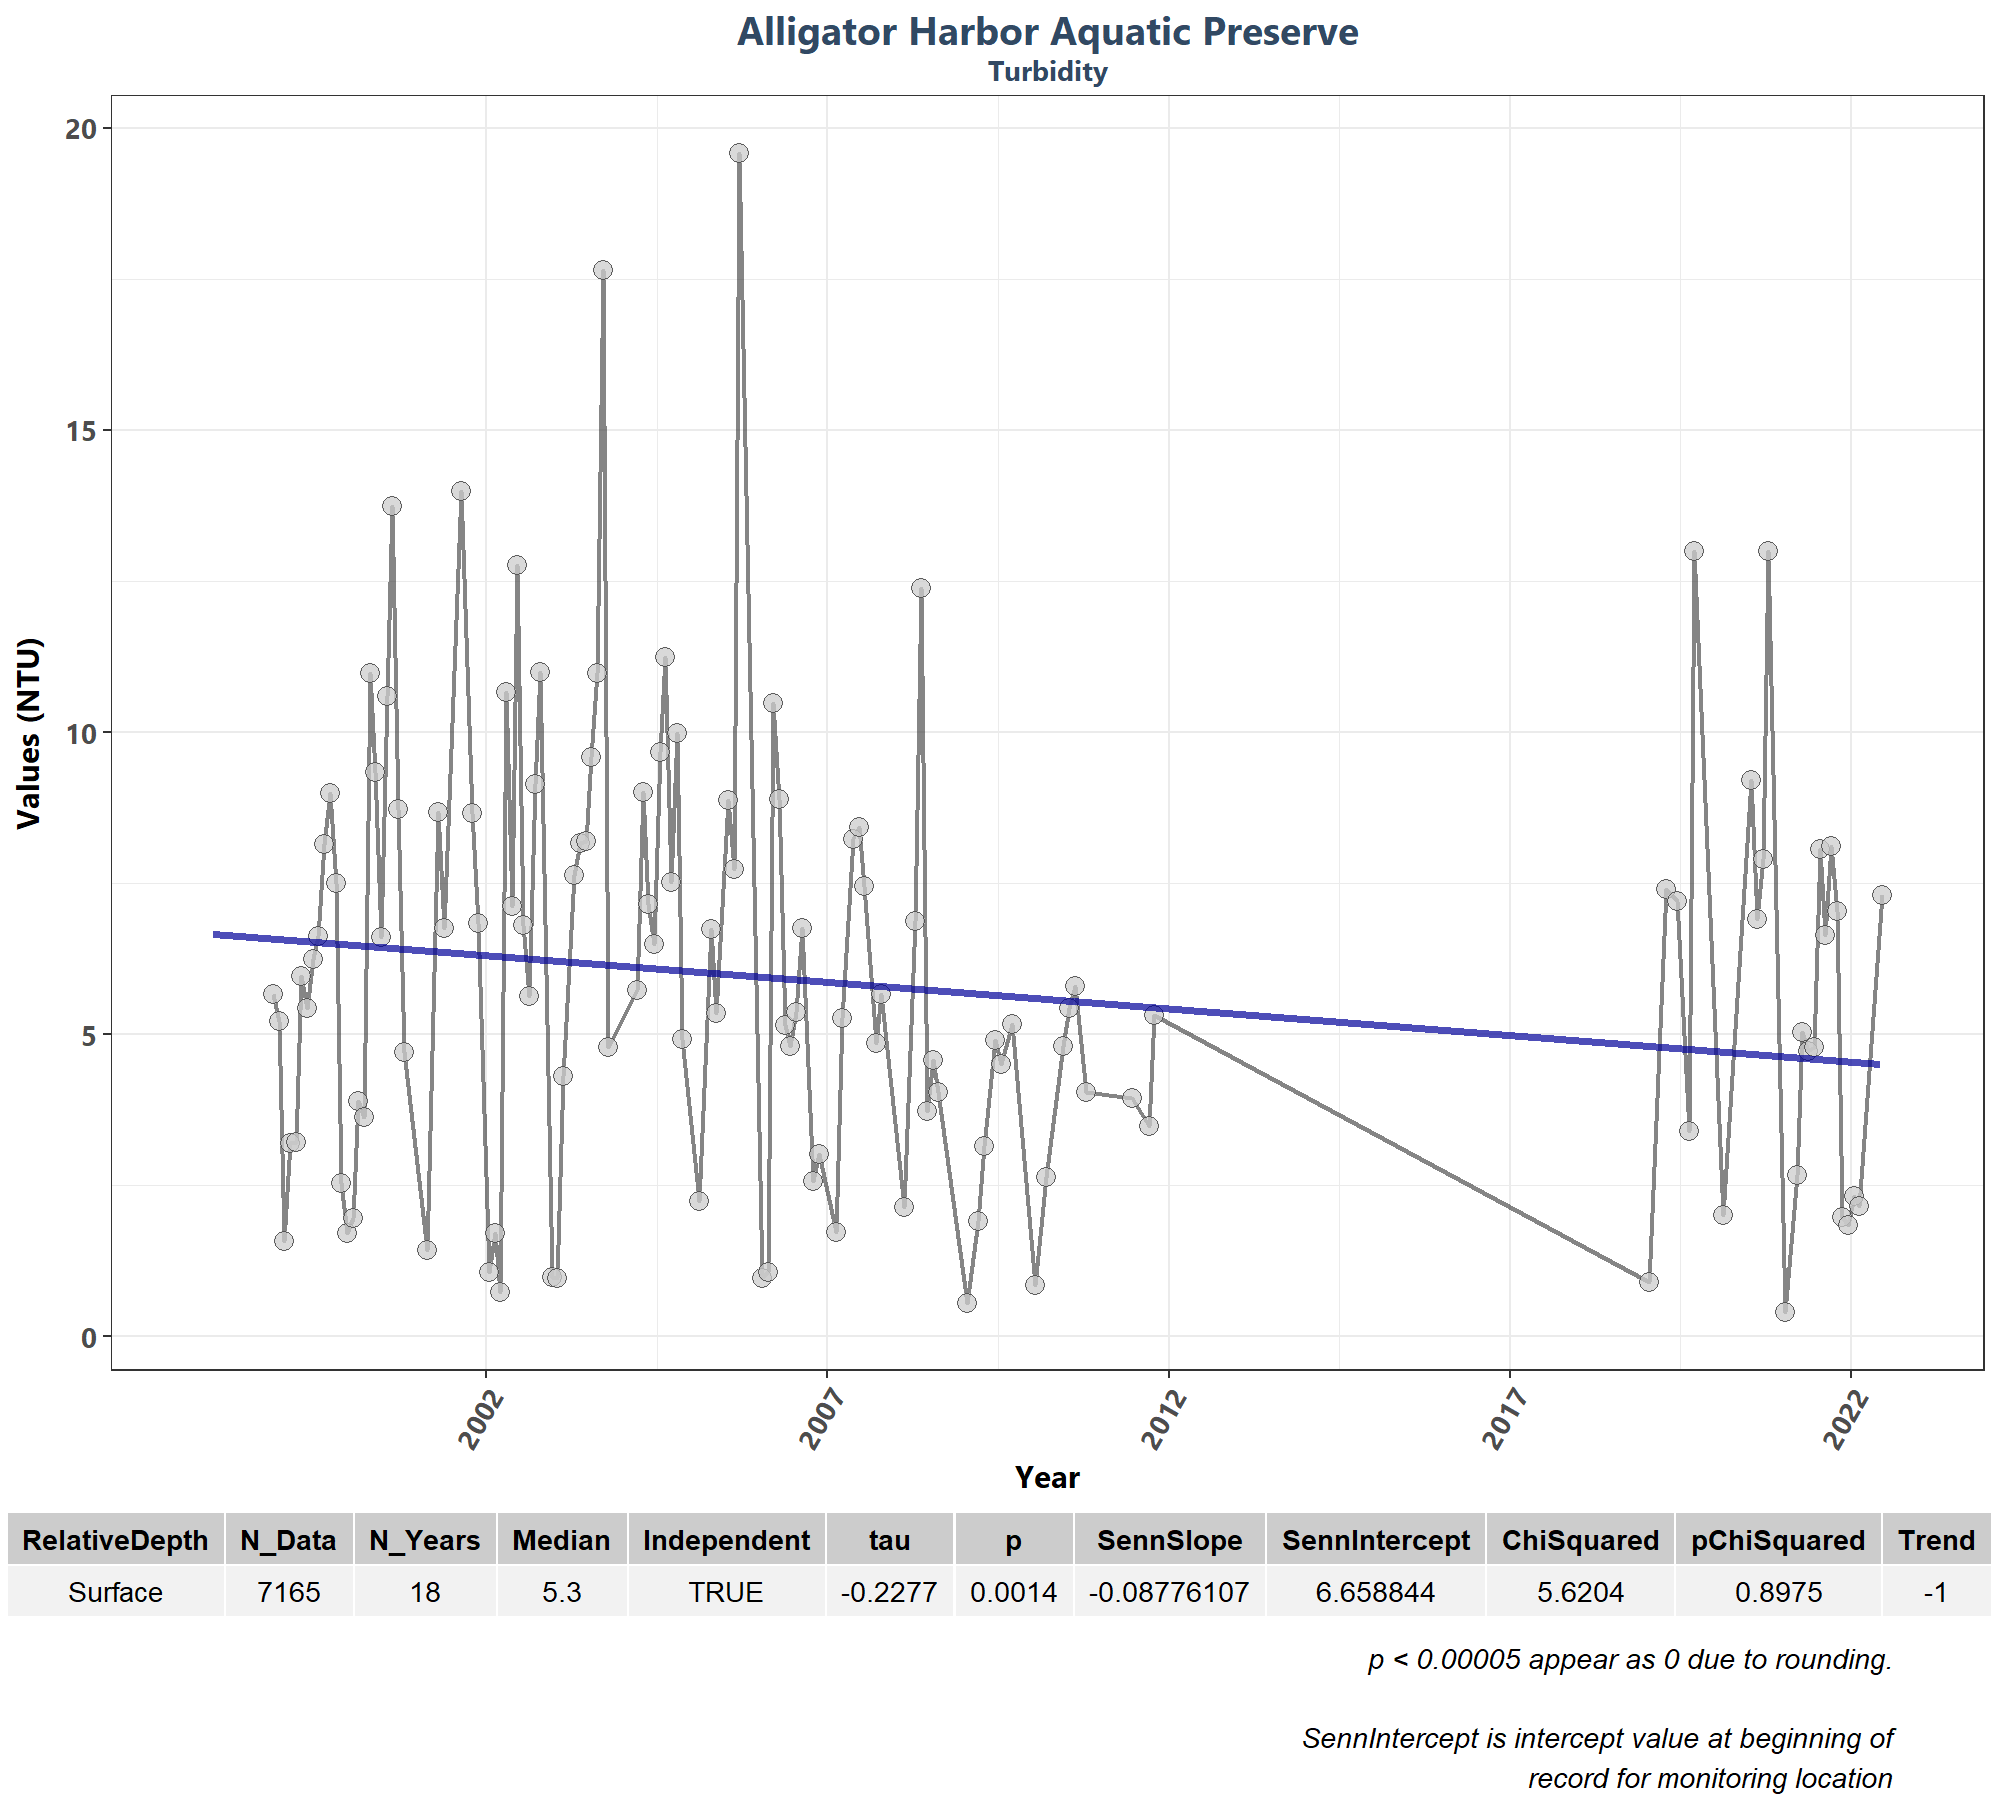 Alligator Harbor Aquatic Preserve
Turbidity
20
15
10
5
0
Values (NTU)
2002
2007
2012
2017
2022
Year
RelativeDepth N_Data N_Years Median Independent tau p SennSlope SennIntercept ChiSquared pChiSquared Trend
Surface 7165 18 5.3 TRUE -0.2277 0.0014 -0.08776107 6.658844 5.6204 0.8975 -1
p < 0.00005 appear as 0 due to rounding.
SennIntercept is intercept value at beginning of
record for monitoring location